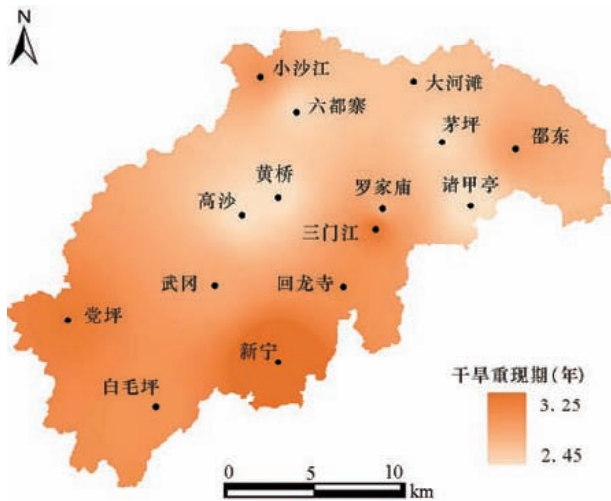 N
小沙江
大河滩
六都寨
茅坪
邵东
黄桥
诸甲亭
罗家庙
高沙
三门江
武冈
回龙寺
党坪
新宁
白毛坪
干旱重现期(年)
3.25
2.45
0 5 10
km